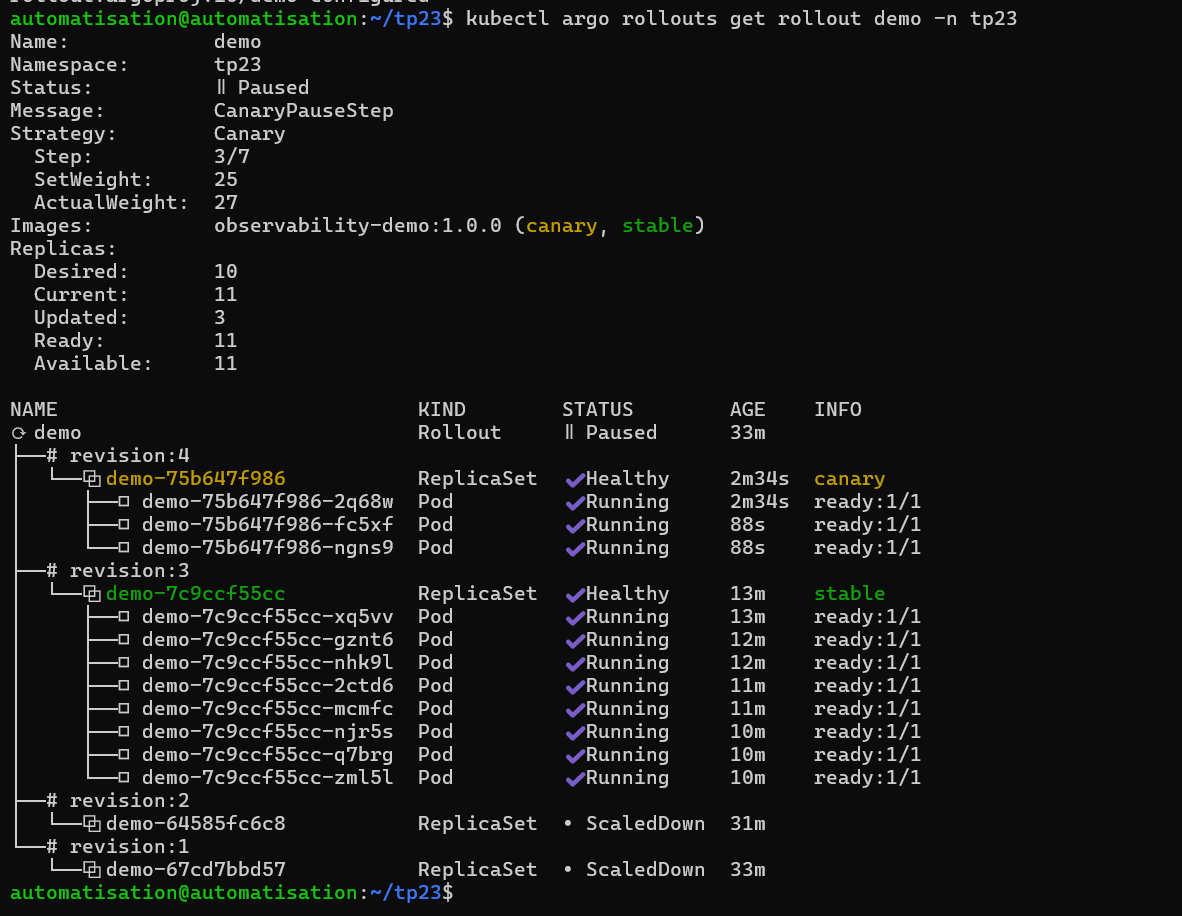 rollout.argoproj.io/demo configured
automatisation@automatisation:~/tp23$ kubectl argo rollouts get rollout demo -n tp23
Name: demo
Namespace: tp23
Status: ॥ Paused
Message: CanaryPauseStep
Strategy: Canary
Step: 3/7
SetWeight: 25
ActualWeight: 27
Images: observability-demo:1.0.0 (canary, stable)
Replicas:
Desired: 10
Current: 11
Updated: 3
Ready: 11
Available: 11
NAME KIND STATUS AGE INFO
⟳ demo Rollout ॥ Paused 33m
├──# revision:4
│ └──⧉ demo-75b647f986 ReplicaSet ✔ Healthy 2m34s canary
│ ├──□ demo-75b647f986-2q68w Pod ✔ Running 2m34s ready:1/1
│ ├──□ demo-75b647f986-fc5xf Pod ✔ Running 88s ready:1/1
│ └──□ demo-75b647f986-ngns9 Pod ✔ Running 88s ready:1/1
├──# revision:3
│ └──⧉ demo-7c9ccf55cc ReplicaSet ✔ Healthy 13m stable
│ ├──□ demo-7c9ccf55cc-xq5vv Pod ✔ Running 13m ready:1/1
│ ├──□ demo-7c9ccf55cc-gznt6 Pod ✔ Running 12m ready:1/1
│ ├──□ demo-7c9ccf55cc-nhk9l Pod ✔ Running 12m ready:1/1
│ ├──□ demo-7c9ccf55cc-2ctd6 Pod ✔ Running 11m ready:1/1
│ ├──□ demo-7c9ccf55cc-mcmfc Pod ✔ Running 11m ready:1/1
│ ├──□ demo-7c9ccf55cc-njr5s Pod ✔ Running 10m ready:1/1
│ ├──□ demo-7c9ccf55cc-q7brg Pod ✔ Running 10m ready:1/1
│ └──□ demo-7c9ccf55cc-zml5l Pod ✔ Running 10m ready:1/1
├──# revision:2
│ └──⧉ demo-64585fc6c8 ReplicaSet • ScaledDown 31m
└──# revision:1
└──⧉ demo-67cd7bbd57 ReplicaSet • ScaledDown 33m
automatisation@automatisation:~/tp23$